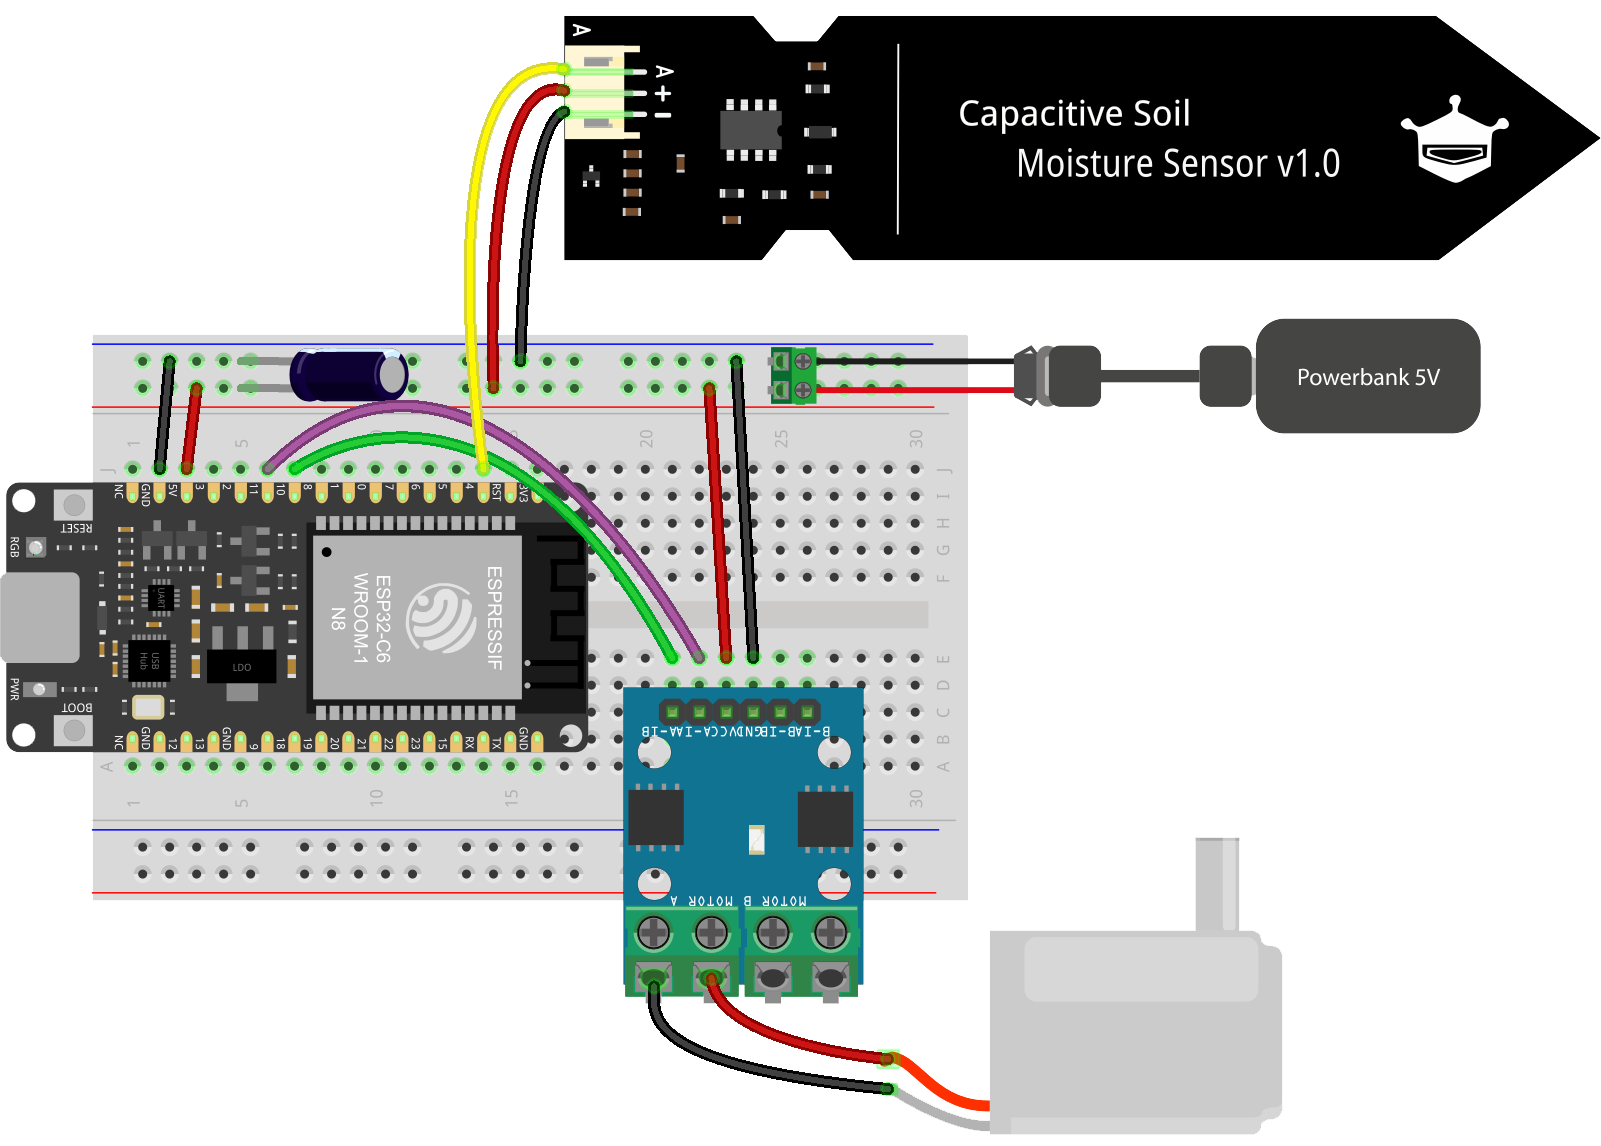 A
A
+
-
Capacitive Soil
Moisture Sensor v1.0
Powerbank 5V
1
5
10
15
20
25
30
J
J
I
H
G
F
NC
GND
5V
3
2
11
10
8
1
0
7
6
5
4
RST
3V3
RESET
RGB
UART
USB
Hub
LDO
PWR
BOOT
ESPRESSIF
ESP32-C6
WROOM-1
N8
NC
GND
12
13
GND
9
18
19
20
21
22
23
15
RX
TX
GND
E
D
C
B
A
A
B-IA
B-IB
GND
VCC
A-IA
A-IB
1
5
10
15
30
MOTOR B
MOTOR A